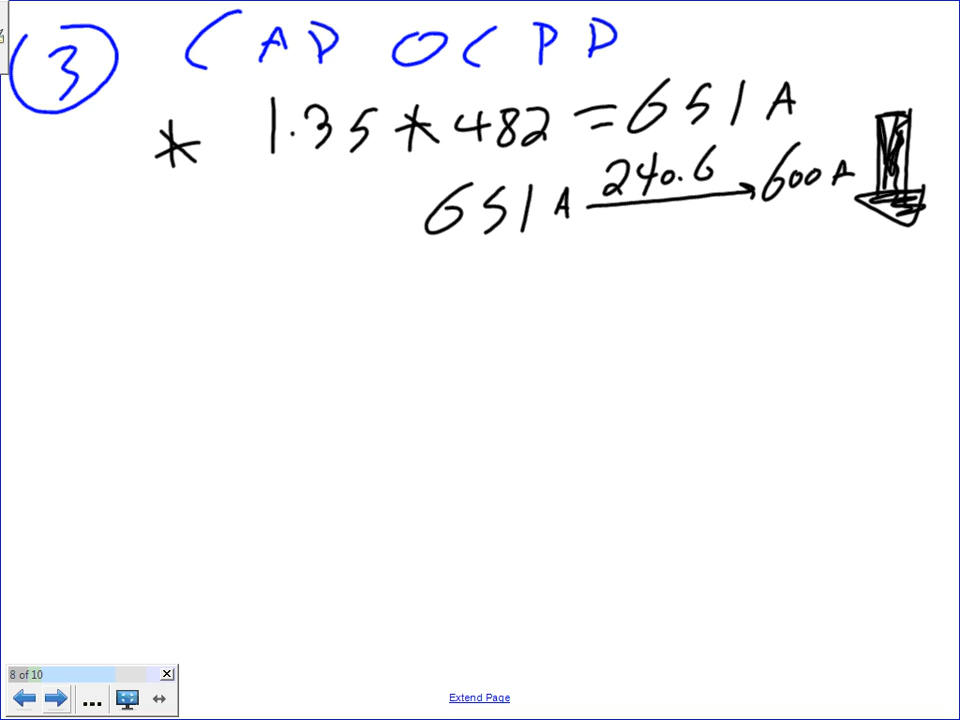 3 CAP OCPD
* 1.35 * 482 = 651 A
651 A 240.6 600 A
8 of 10
...
Extend Page